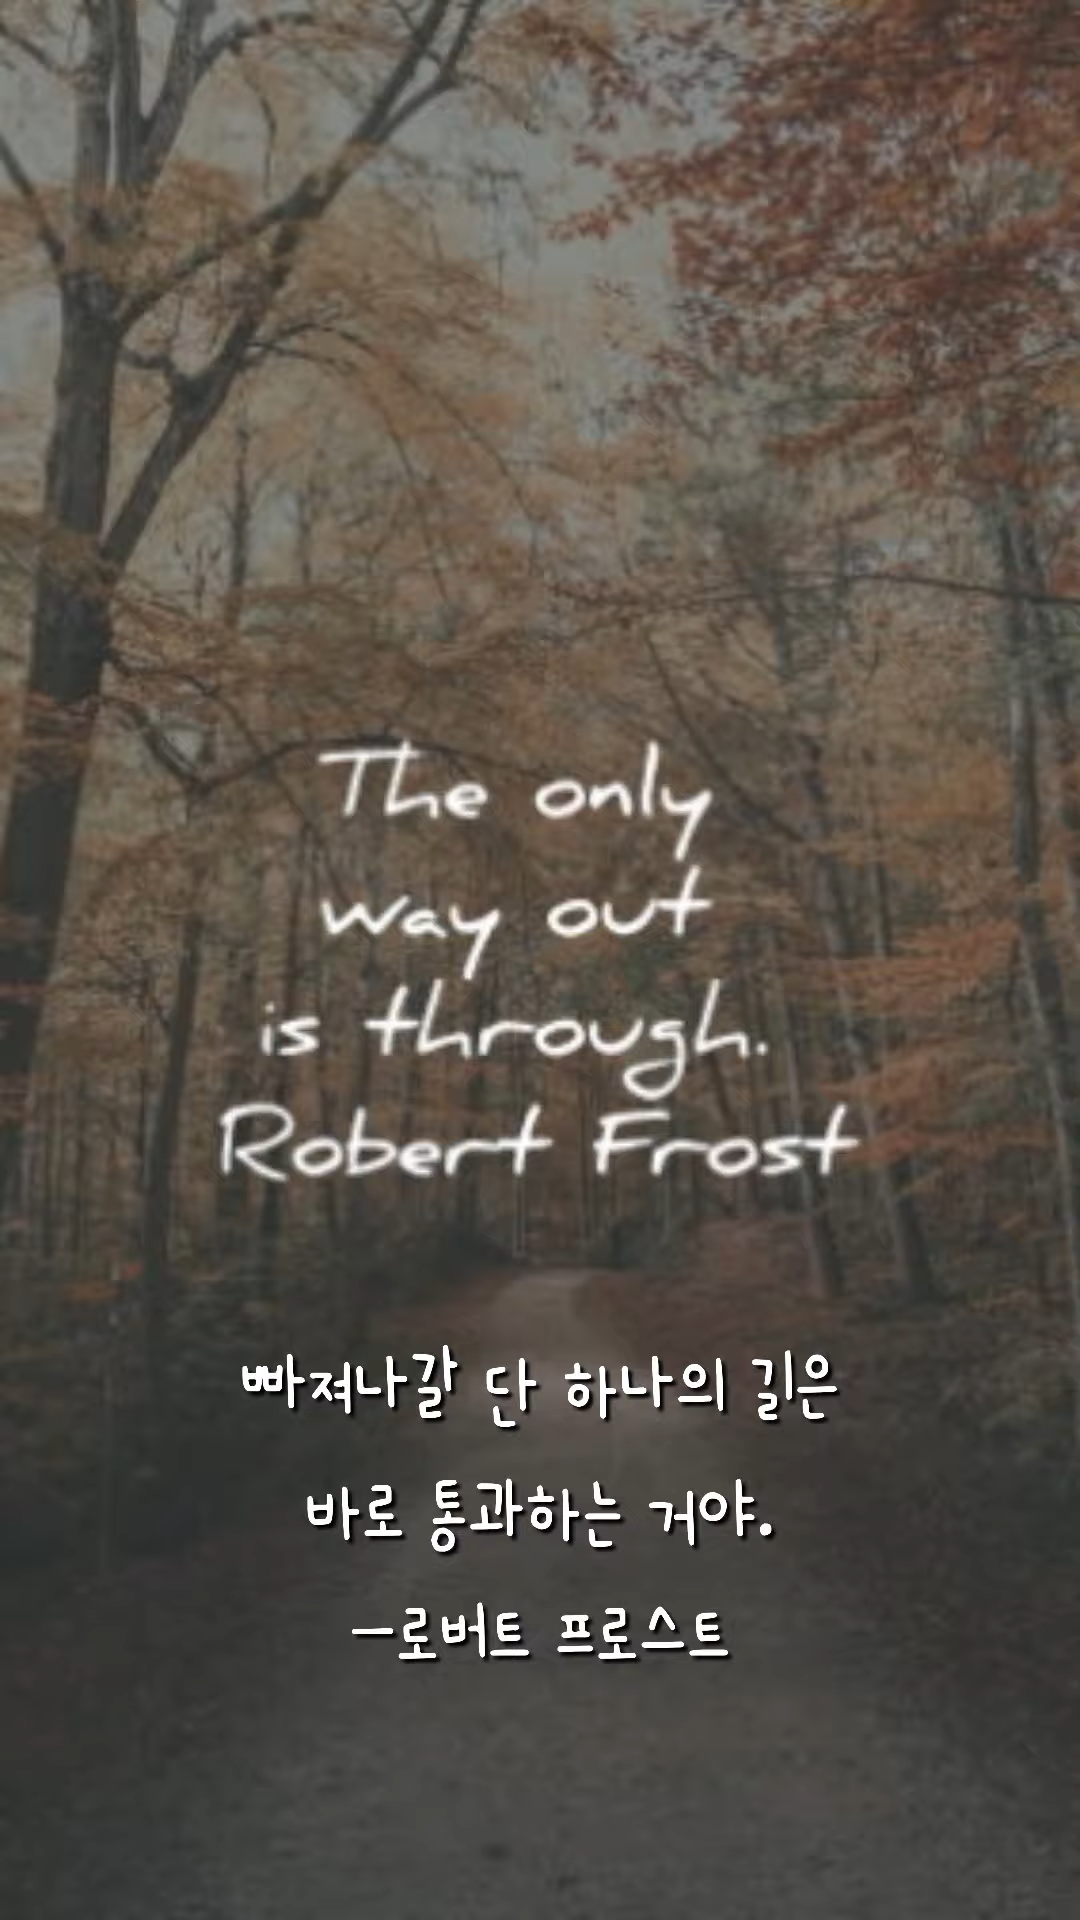 The only
way out
is through.
Robert Frost
빠져나갈 단 하나의 길은
바로 통과하는 거야.
-로버트 프로스트